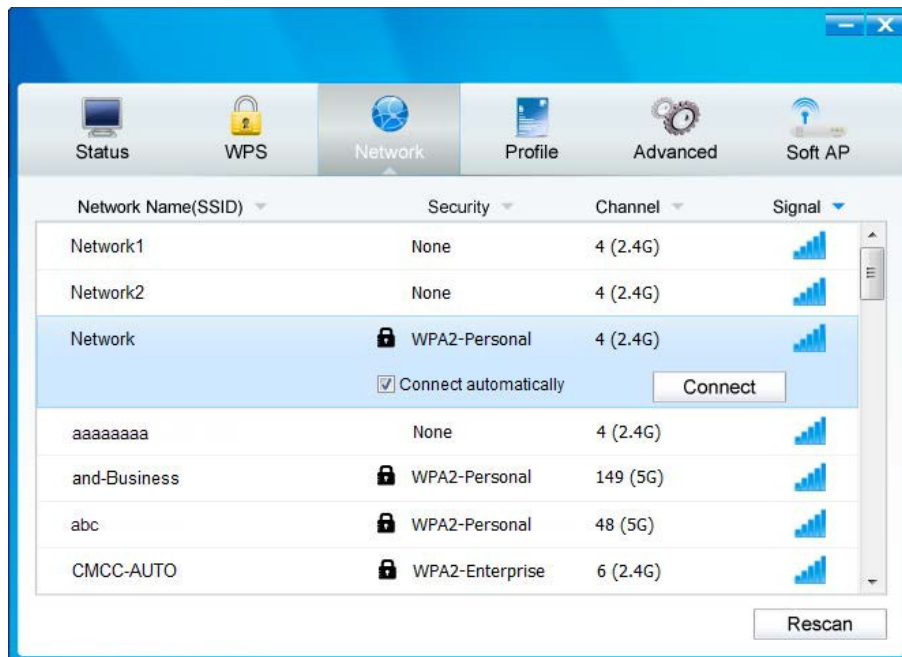 Status WPS Network Profile Advanced Soft AP
Network Name(SSID) Security Channel Signal
Network1 None 4 (2.4G)
Network2 None 4 (2.4G)
Network WPA2-Personal 4 (2.4G)
Connect automatically Connect
aaaaaaaa None 4 (2.4G)
and-Business WPA2-Personal 149 (5G)
abc WPA2-Personal 48 (5G)
CMCC-AUTO WPA2-Enterprise 6 (2.4G)
Rescan